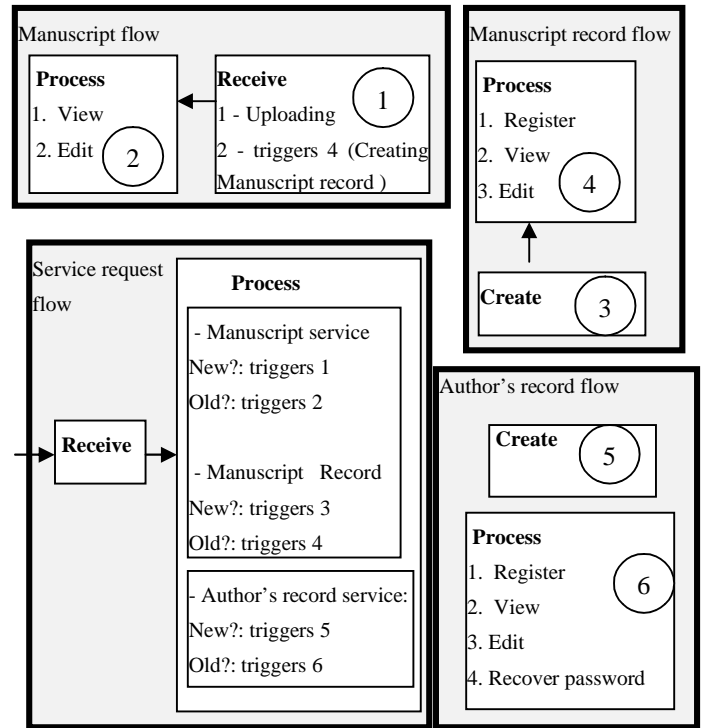 Manuscript flow
Process
1. View
2. Edit
2
Receive
1 - Uploading
2 - triggers 4 (Creating
Manuscript record )
1
Manuscript record flow
Process
1. Register
2. View
3. Edit
4
Create
3
Service request
flow
Receive
Process
- Manuscript service
New?: triggers 1
Old?: triggers 2
- Manuscript Record
New?: triggers 3
Old?: triggers 4
- Author's record service:
New?: triggers 5
Old?: triggers 6
Author's record flow
Create
5
Process
1. Register
2. View
3. Edit
4. Recover password
6